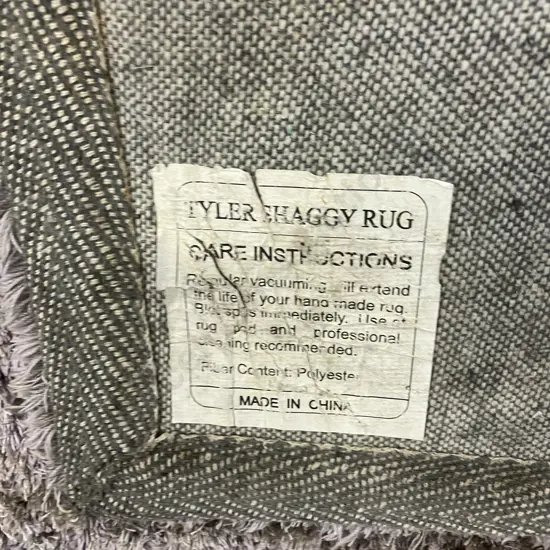 TYLER SHAGGY RUG
CARE INSTRUCTIONS
Regular vacuuming will extend
the life of your hand made rug.
Blot spills immediately. Use of
rug pad and professional
cleaning recommended.
Fiber Content: Polyester
MADE IN CHINA